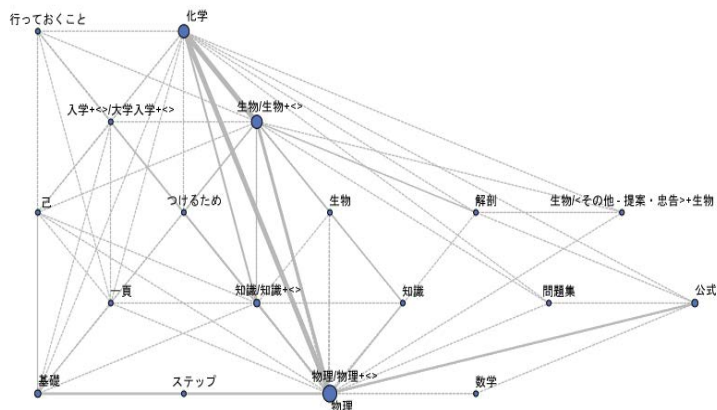 行っておくこと
化学
入学+<>/大学入学+<>
生物/生物+<>
己
つけるため
生物
解剖
生物/<その他 - 提案・忠告>+生物
一頁
知識/知識+<>
知識
問題集
公式
基礎
ステップ
物理/物理+<>
物理
数学